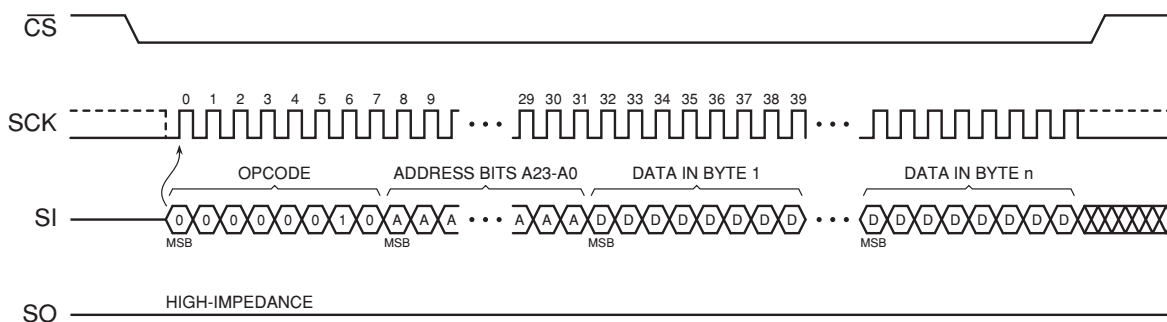 CS
0 1 2 3 4 5 6 7 8 9 29 30 31 32 33 34 35 36 37 38 39
SCK
OPCODE ADDRESS BITS A23-A0 DATA IN BYTE 1 DATA IN BYTE n
SI 0 0 0 0 0 0 1 0 A A A A A A D D D D D D D D D D D D D D D D
MSB MSB MSB MSB
HIGH-IMPEDANCE
SO